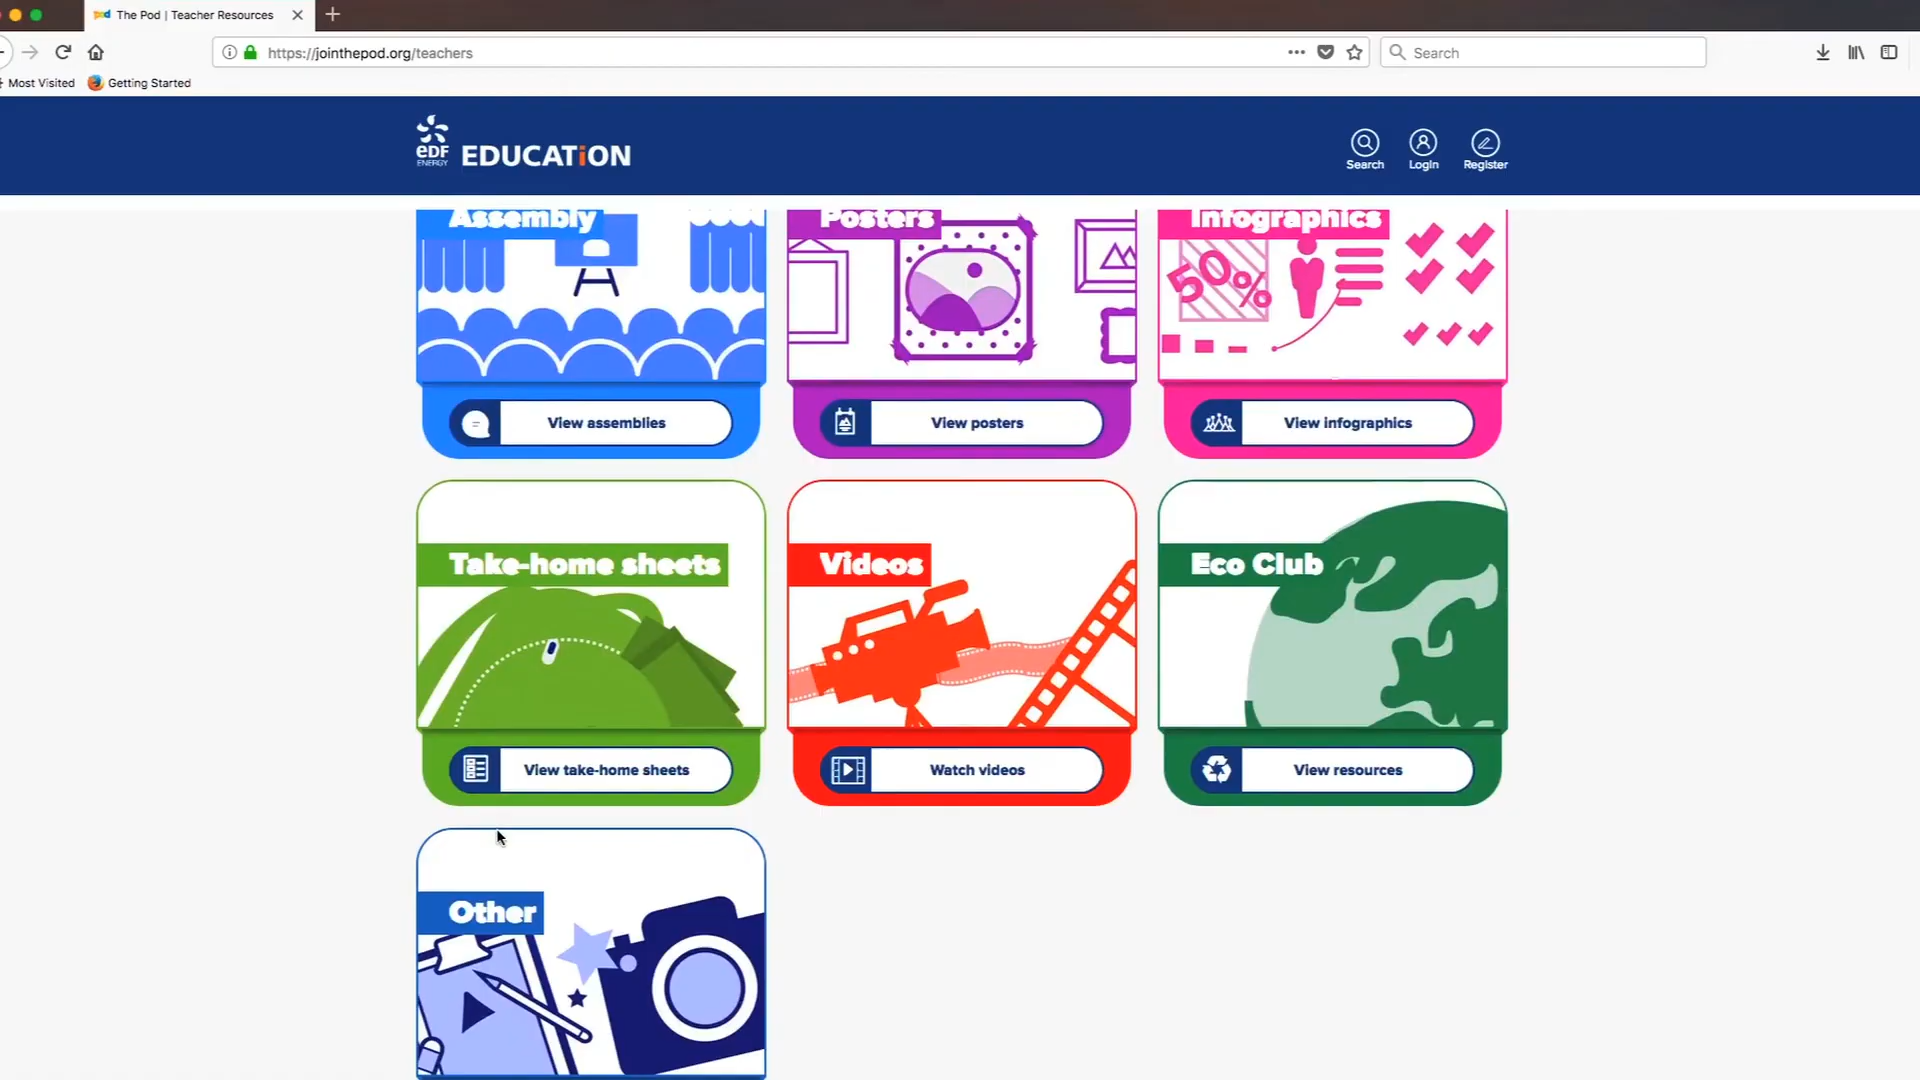 The Pod | Teacher Resources
https://jointhepod.org/teachers
Search
Most Visited
Getting Started
eDF
ENERGY
EDUCATiON
Search
Login
Register
Assembly
Posters
Infographics
50%
View assemblies
View posters
View infographics
Take-home sheets
Videos
Eco Club
View take-home sheets
Watch videos
View resources
Other